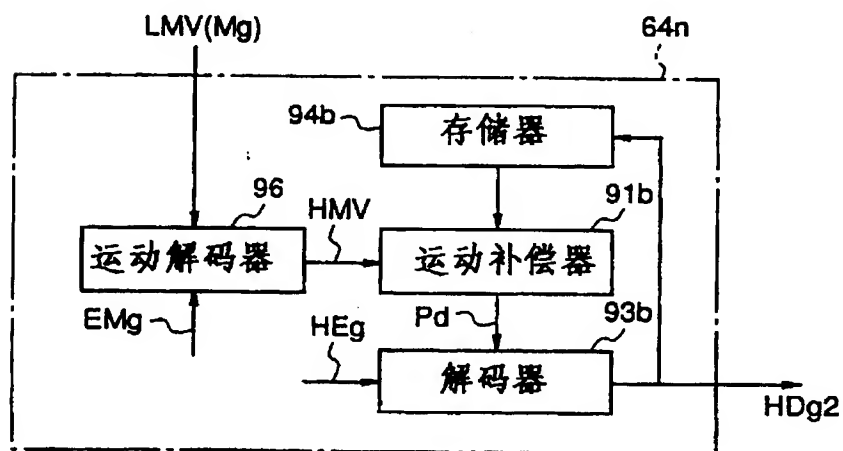 LMV(Mg)
64n
94b
存储器
96
HMV
91b
运动解码器
运动补偿器
EMg
Pd
93b
HEg
解码器
HDg2